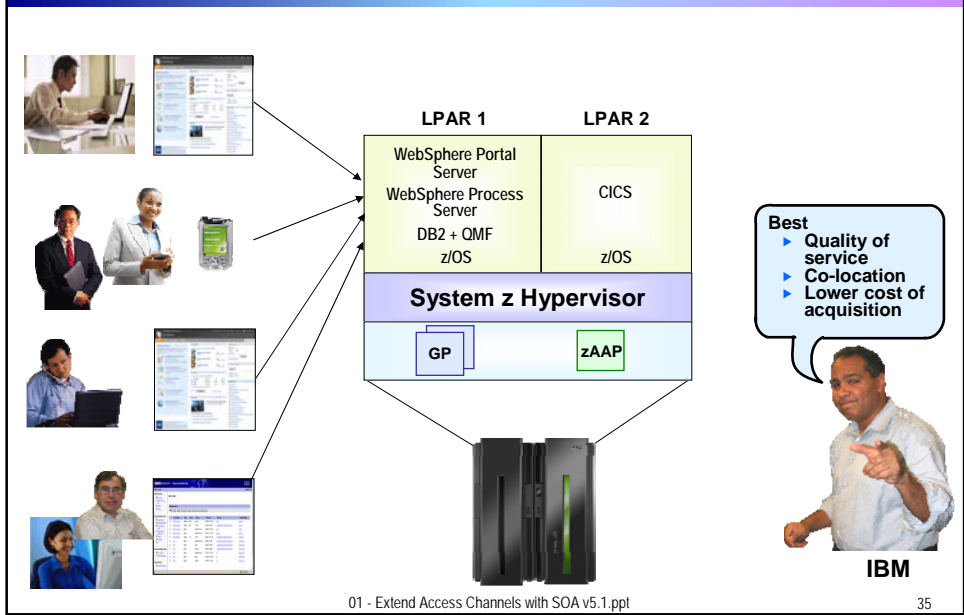 LPAR 1
LPAR 2
WebSphere Portal
Server
WebSphere Process
Server
DB2 + QMF
z/OS
CICS
z/OS
System z Hypervisor
GP
zAAP
Best
Quality of
service
Co-location
Lower cost of
acquisition
IBM
01 - Extend Access Channels with SOA v5.1.ppt
35